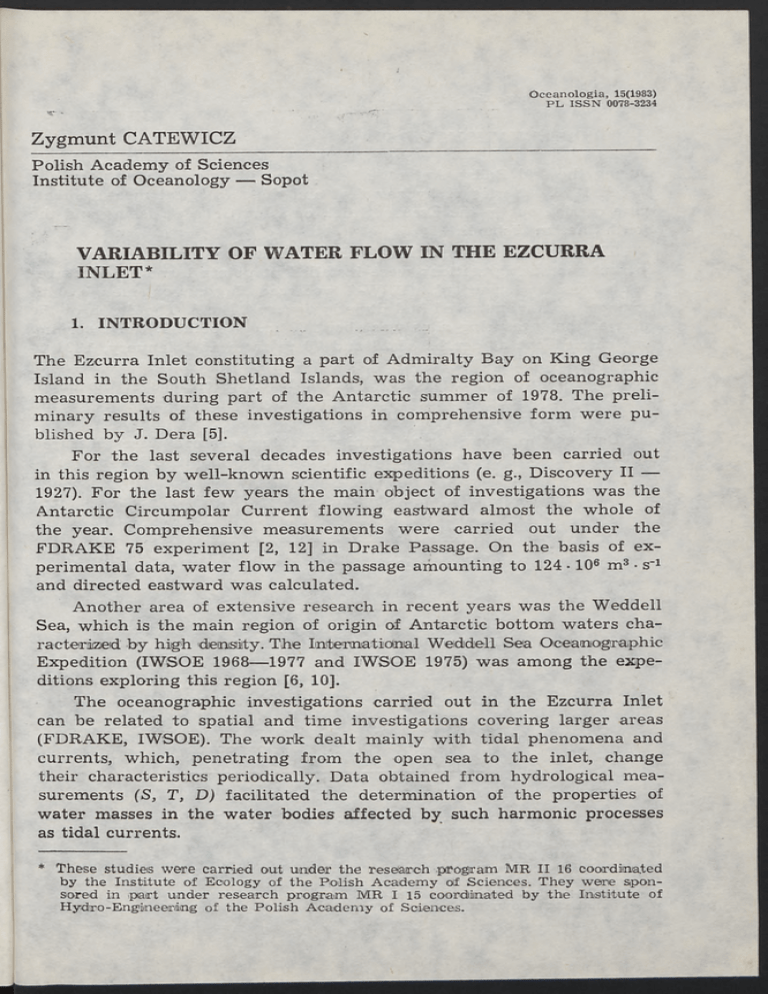 Oceanologia, 15(1983)
PL ISSN 0078-3234
Zygmunt CATEWICZ
Polish Academy of Sciences
Institute of Oceanology — Sopot
VARIABILITY OF WATER FLOW IN THE EZCURRA
INLET*
1. INTRODUCTION
The Ezcurra Inlet constituting a part of Admiralty Bay on King George
Island in the South Shetland Islands, was the region of oceanographic
measurements during part of the Antarctic summer of 1978. The preli-
minary results of these investigations in comprehensive form were pu-
blished by J. Dera [5].
For the last several decades investigations have been carried out
in this region by well-known scientific expeditions (e. g., Discovery II —
1927). For the last few years the main object of investigations was the
Antarctic Circumpolar Current flowing eastward almost the whole of
the year. Comprehensive measurements were carried out under the
FDRAKE 75 experiment [2, 12] in Drake Passage. On the basis of ex-
perimental data, water flow in the passage amounting to 124 · 10⁶ m³ · s⁻¹
and directed eastward was calculated.
Another area of extensive research in recent years was the Weddell
Sea, which is the main region of origin of Antarctic bottom waters cha-
racterized by high density. The International Weddell Sea Oceanographic
Expedition (IWSOE 1968—1977 and IWSOE 1975) was among the expe-
ditions exploring this region [6, 10].
The oceanographic investigations carried out in the Ezcurra Inlet
can be related to spatial and time investigations covering larger areas
(FDRAKE, IWSOE). The work dealt mainly with tidal phenomena and
currents, which, penetrating from the open sea to the inlet, change
their characteristics periodically. Data obtained from hydrological mea-
surements (S, T, D) facilitated the determination of the properties of
water masses in the water bodies affected by such harmonic processes
as tidal currents.
* These studies were carried out under the research program MR II 16 coordinated
by the Institute of Ecology of the Polish Academy of Sciences. They were spon-
sored in part under research program MR I 15 coordinated by the Institute of
Hydro-Engineering of the Polish Academy of Sciences.